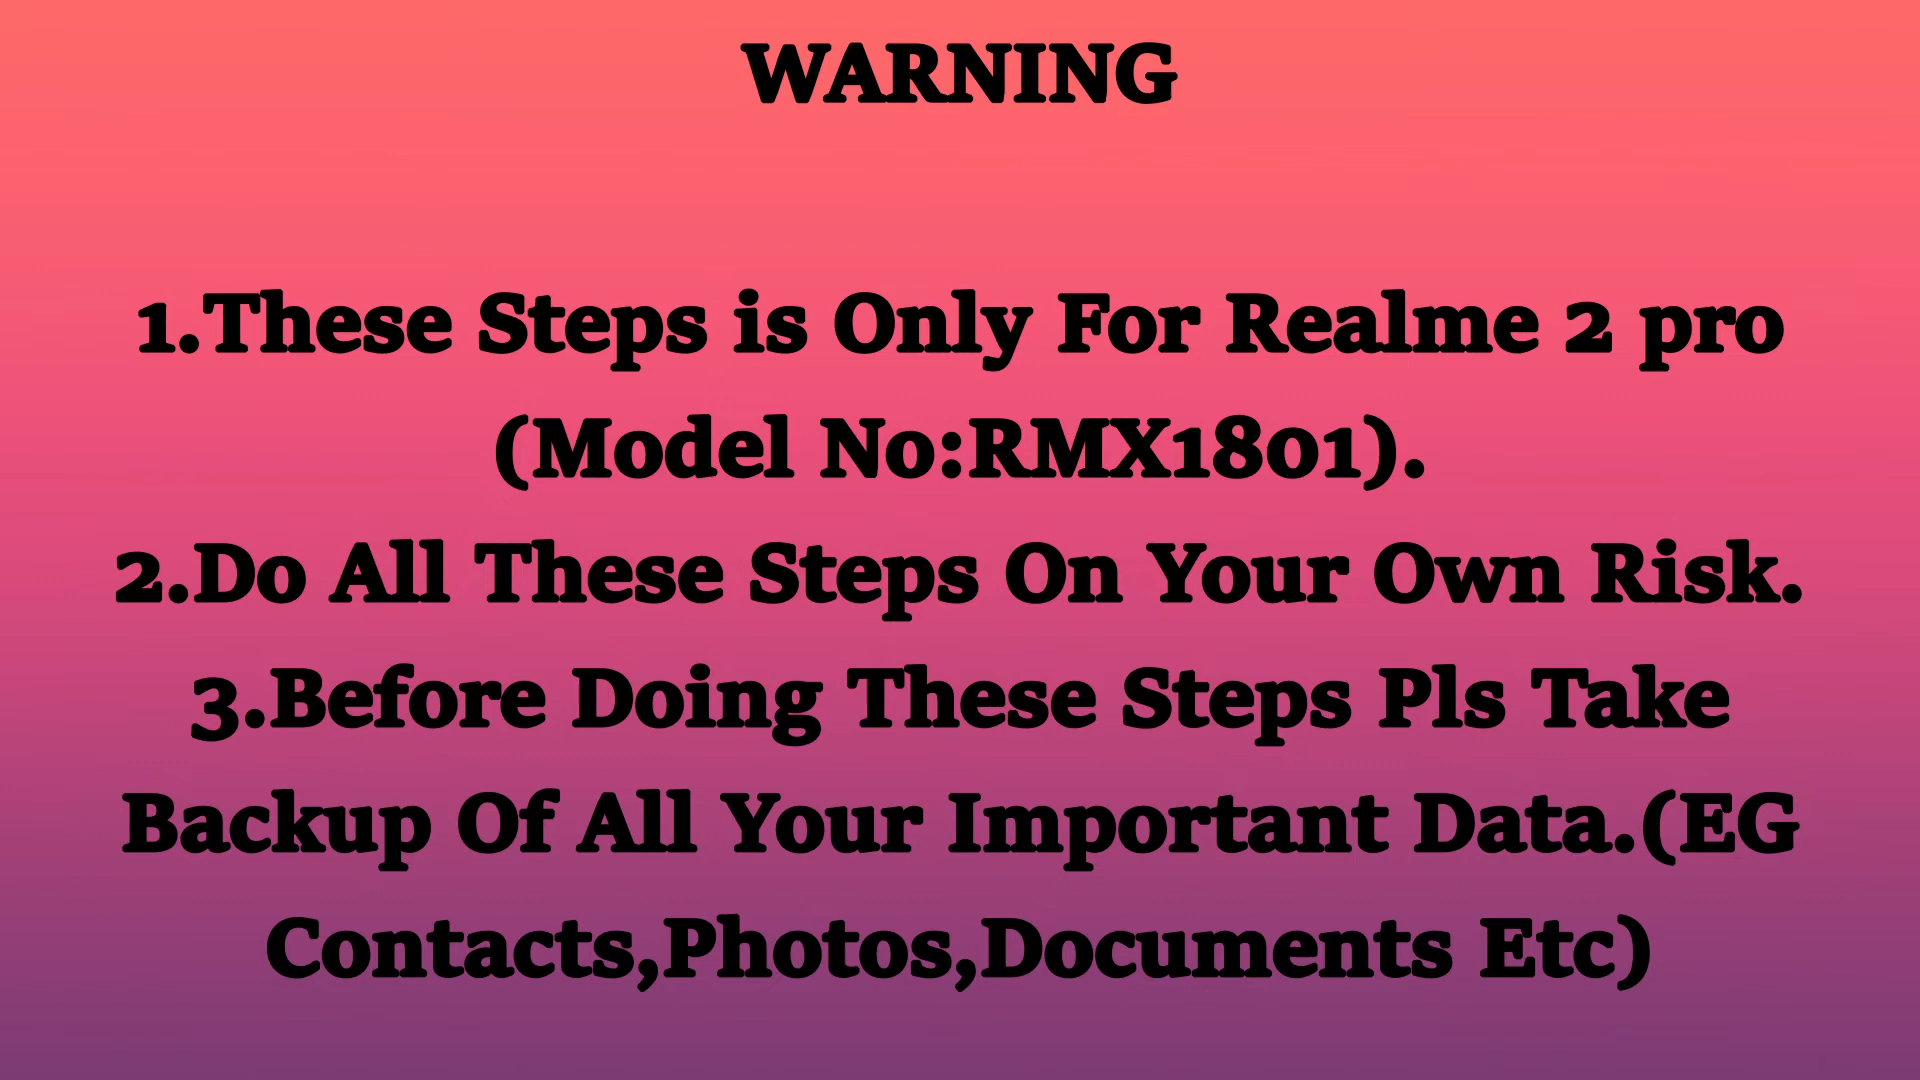 WARNING
1.These Steps is Only For Realme 2 pro
(Model No:RMX1801).
2.Do All These Steps On Your Own Risk.
3.Before Doing These Steps Pls Take
Backup Of All Your Important Data.(EG
Contacts,Photos,Documents Etc)